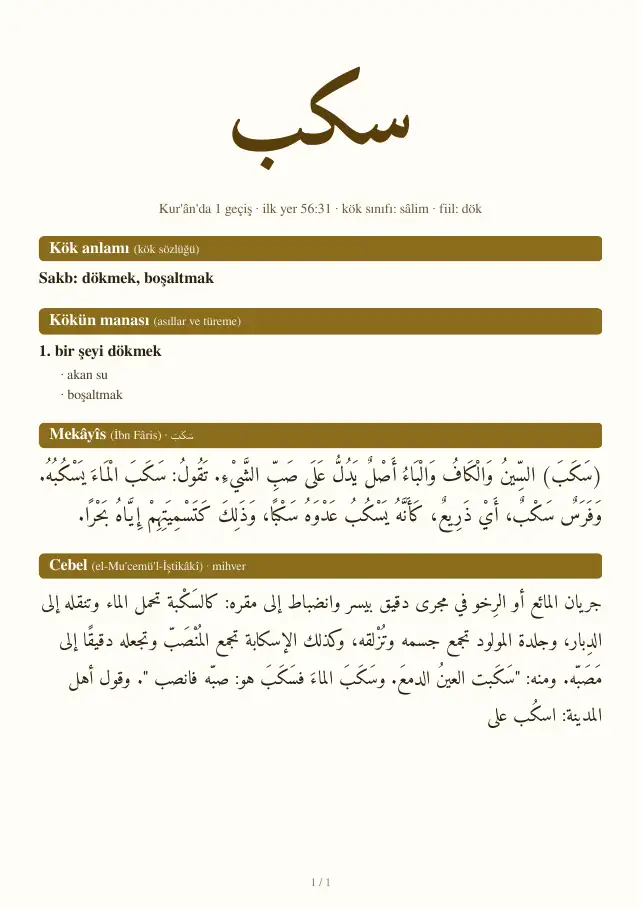 سكب
Kur'ân'da 1 geçiş · ilk yer 56:31 · kök sınıfı: sâlim · fiil: dök
Kök anlamı (kök sözlüğü)
Sakb: dökmek, boşaltmak
Kökün manası (asıllar ve türeme)
1. bir şeyi dökmek
· akan su
· boşaltmak
Mekâyîs (İbn Fâris) · سَكَبَ
(سَكَبَ) السِّينُ وَالْكَافُ وَالْبَاءُ أَصْلٌ يَدُلُّ عَلَى صَبِّ الشَّيْءِ. تَقُولُ: سَكَبَ الْمَاءَ يَسْكُبُهُ.
وَفَرَسٌ سَكْبٌ، أَيْ ذَرِيعٌ، كَأَنَّهُ يَسْكُبُ عَدْوَهُ سَكْبًا، وَذَلِكَ كَتَسْمِيَتِهِمْ إِيَّاهُ بَحْرًا.
Cebel (el-Mu'cemü'l-İştikâkî) · mihver
جريان المائع أو الرِخو في مجرى دقيق بيسر وانضباط إلى مقره: كالسَكْبة تحمل الماء وتنقله إلى
الدِبار، وجلدة المولود تجمع جسمه وتُزْلقه، وكذلك الإسكابة تجمع المُنْصَبّ وتجعله دقيقًا إلى
مَصَبّه. ومنه: "سَكَبت العينُ الدمعَ. وسَكَبَ الماءَ فسَكَبَ هو: صبّه فانصب ". وقول أهل
المدينة: اسكُب على
1 / 1